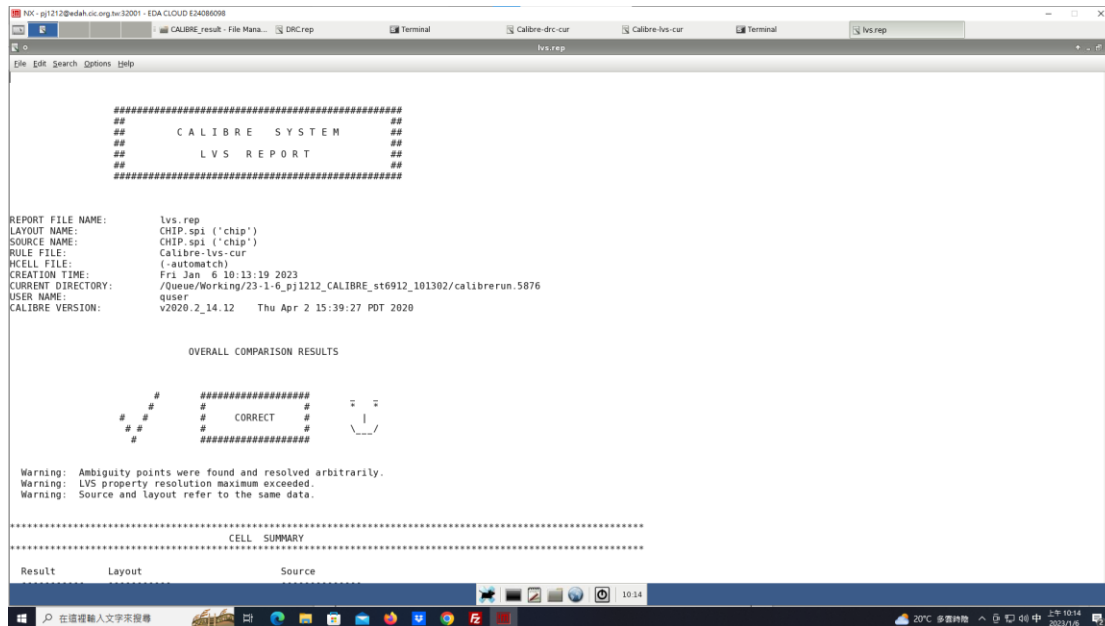 NX - pj1212@edah.cic.org.tw:32001 - EDA CLOUD E24086098
CALIBRE_result - File Mana... DRC.rep Terminal Calibre-drc-cur Calibre-lvs-cur Terminal lvs.rep
lvs.rep
File Edit Search Options Help
##################################################
## ##
## C A L I B R E S Y S T E M ##
## ##
## L V S R E P O R T ##
## ##
##################################################
REPORT FILE NAME: lvs.rep
LAYOUT NAME: CHIP.spi ('chip')
SOURCE NAME: CHIP.spi ('chip')
RULE FILE: Calibre-lvs-cur
HCELL FILE: (-automatch)
CREATION TIME: Fri Jan 6 10:13:19 2023
CURRENT DIRECTORY: /Queue/Working/23-1-6_pj1212_CALIBRE_st6912_101302/calibrerun.5876
USER NAME: quser
CALIBRE VERSION: v2020.2_14.12 Thu Apr 2 15:39:27 PDT 2020
OVERALL COMPARISON RESULTS
# ################### _ _
# # # * *
# # # CORRECT # |
# # # # \___/
# ###################
Warning: Ambiguity points were found and resolved arbitrarily.
Warning: LVS property resolution maximum exceeded.
Warning: Source and layout refer to the same data.
**************************************************************************************************************
CELL SUMMARY
**************************************************************************************************************
Result Layout Source
10:14
在這裡輸入文字來搜尋
20°C 多雲時陰
中
上午 10:14
2023/1/6